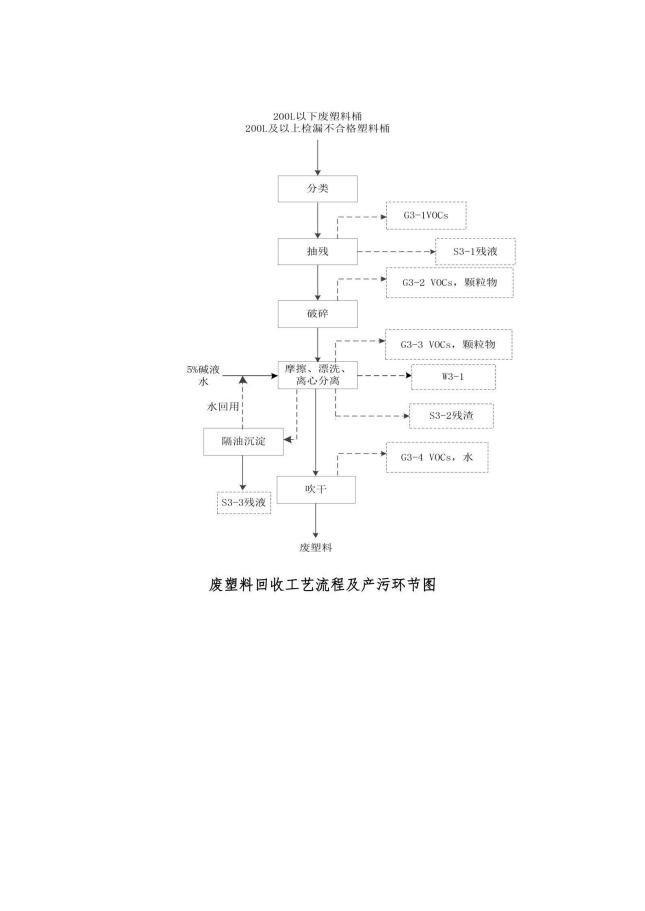 200L以下废塑料桶
200L及以上检漏不合格塑料桶
分类
G3-1VOCs
抽残
S3-1残液
G3-2 VOCs，颗粒物
破碎
G3-3 VOCs，颗粒物
5%碱液
水
摩擦、漂洗、
离心分离
W3-1
水回用
S3-2残渣
隔油沉淀
G3-4 VOCs，水
S3-3残液
吹干
废塑料
废塑料回收工艺流程及产污环节图